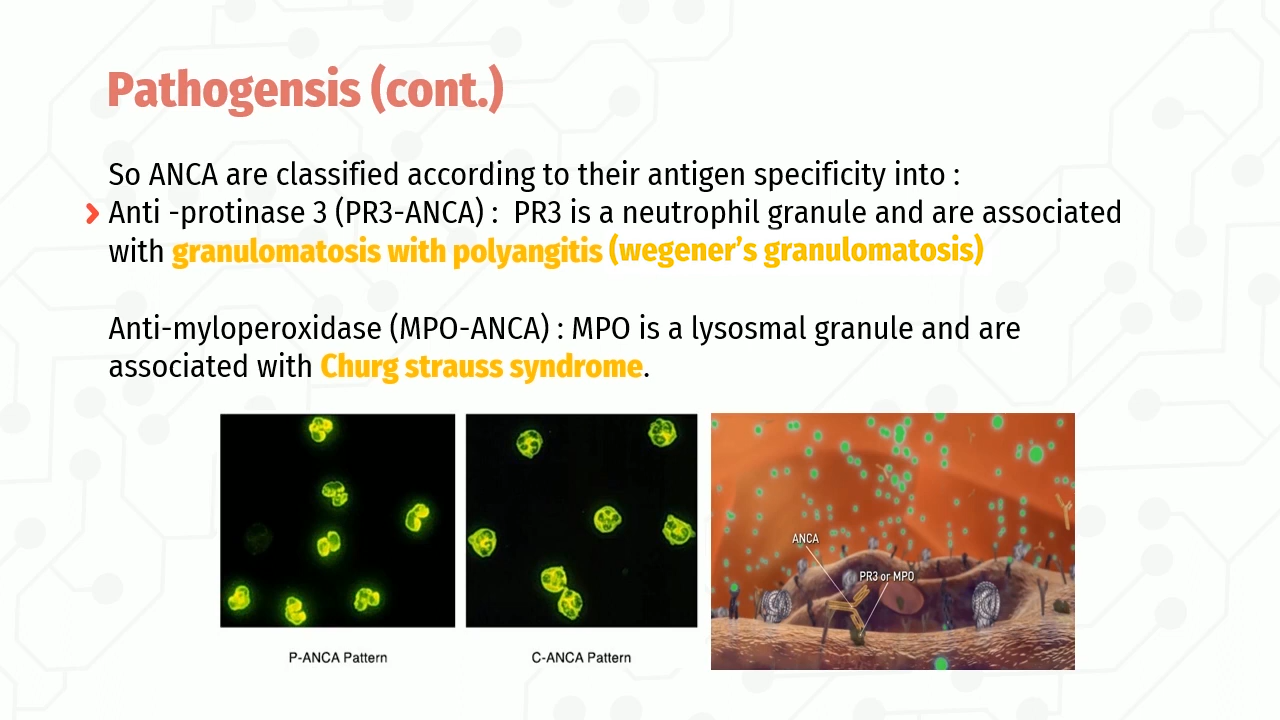 Pathogensis (cont.)
So ANCA are classified according to their antigen specificity into :
Anti -protinase 3 (PR3-ANCA) :  PR3 is a neutrophil granule and are associated
with granulomatosis with polyangitis (wegener’s granulomatosis)
Anti-myloperoxidase (MPO-ANCA) : MPO is a lysosmal granule and are
associated with Churg strauss syndrome.
ANCA
PR3 or MPO
P-ANCA Pattern
C-ANCA Pattern